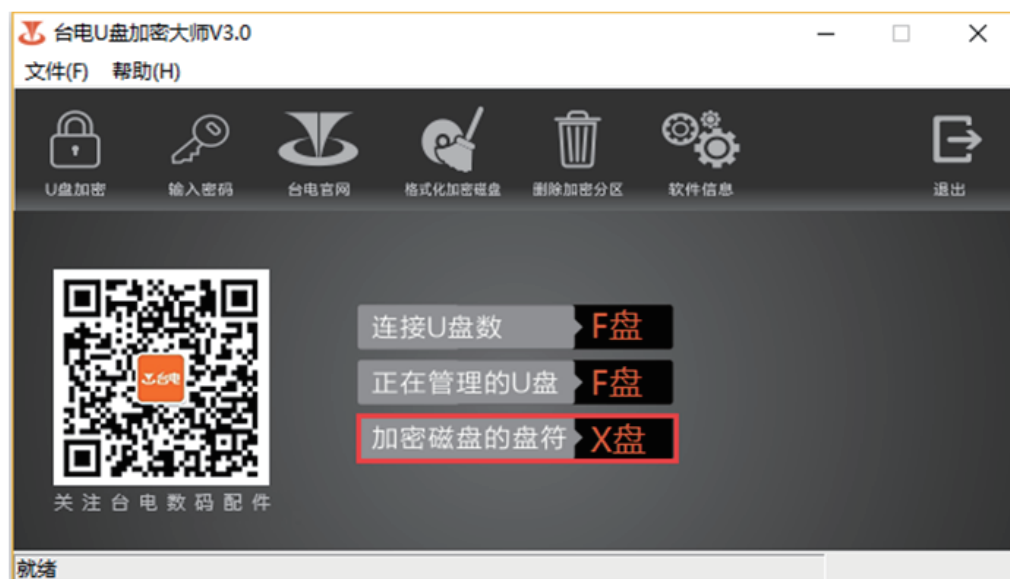 台电U盘加密大师V3.0
文件(F) 帮助(H)
U盘加密 输入密码 台电官网 格式化加密磁盘 删除加密分区 软件信息 退出
连接U盘数 F盘
正在管理的U盘 F盘
台电
加密磁盘的盘符 X盘
关注台电数码配件
就绪